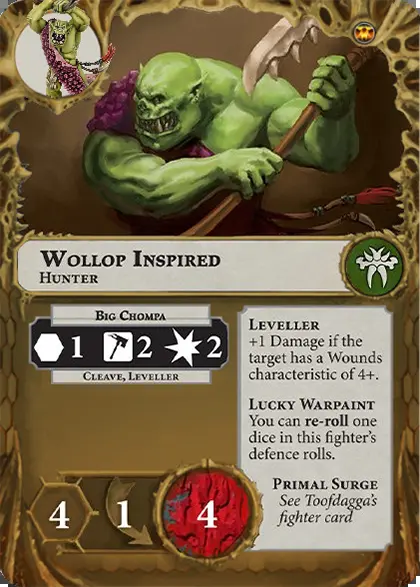 Wollop Inspired
Hunter
Big Chompa
1 2 2
Cleave, Leveller
Leveller
+1 Damage if the
target has a Wounds
characteristic of 4+.
Lucky Warpaint
You can re-roll one
dice in this fighter's
defence rolls.
Primal Surge
See Toofdagga's
fighter card
4 1 4